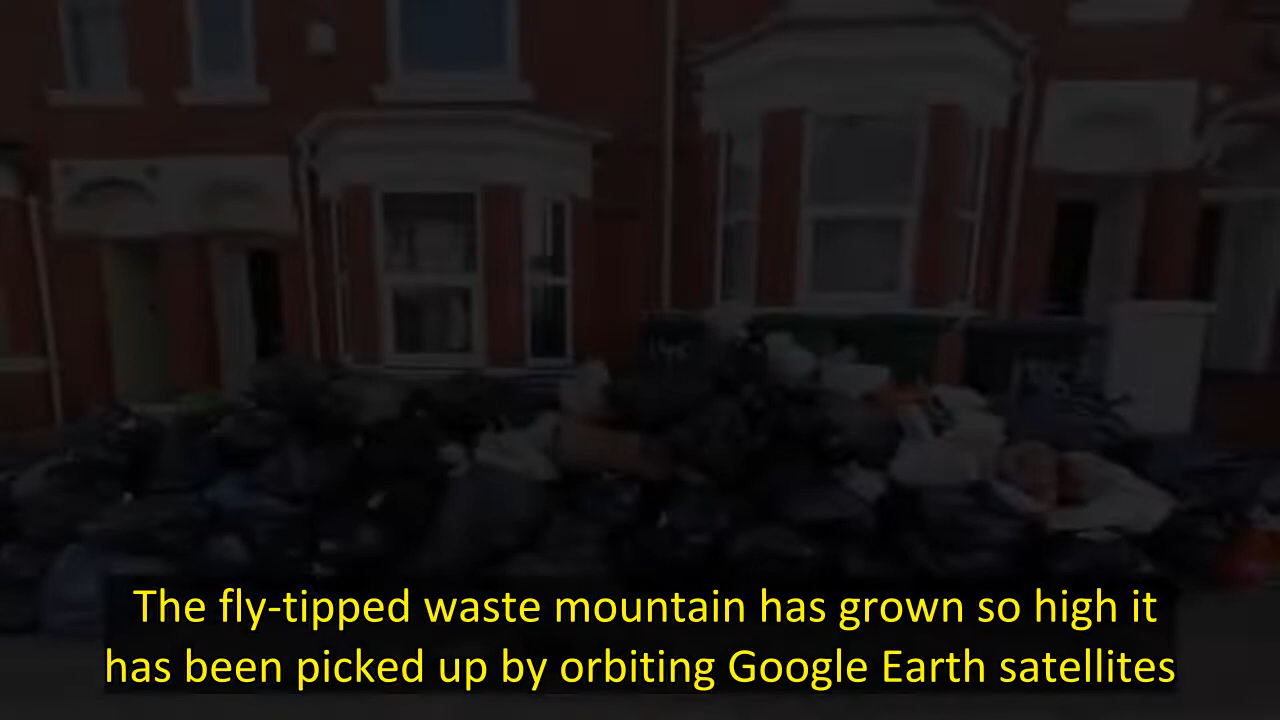 The fly-tipped waste mountain has grown so high it
has been picked up by orbiting Google Earth satellites